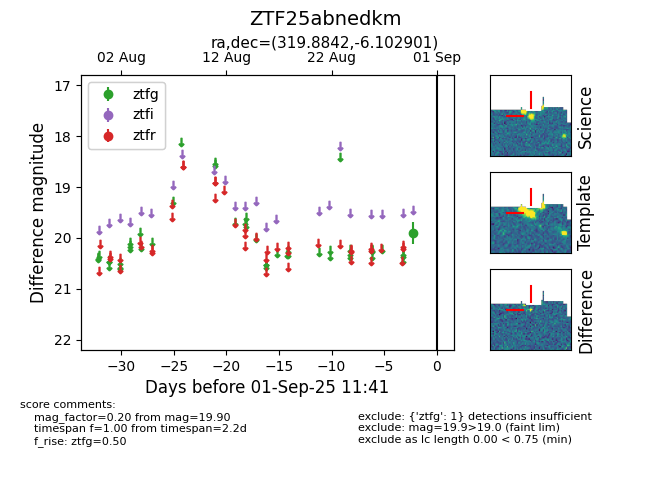 ZTF25abnedkm
ra,dec=(319.8842,-6.102901)
02 Aug 12 Aug 22 Aug 01 Sep
ztfg
ztfi
ztfr
17
18
19
20
21
22
Difference magnitude
−30 −25 −20 −15 −10 −5 0
Days before 01-Sep-25 11:41
Science
Template
Difference
score comments:
mag_factor=0.20 from mag=19.90
timespan f=1.00 from timespan=2.2d
f_rise: ztfg=0.50
exclude: {'ztfg': 1} detections insufficient
exclude: mag=19.9>19.0 (faint lim)
exclude as lc length 0.00 < 0.75 (min)